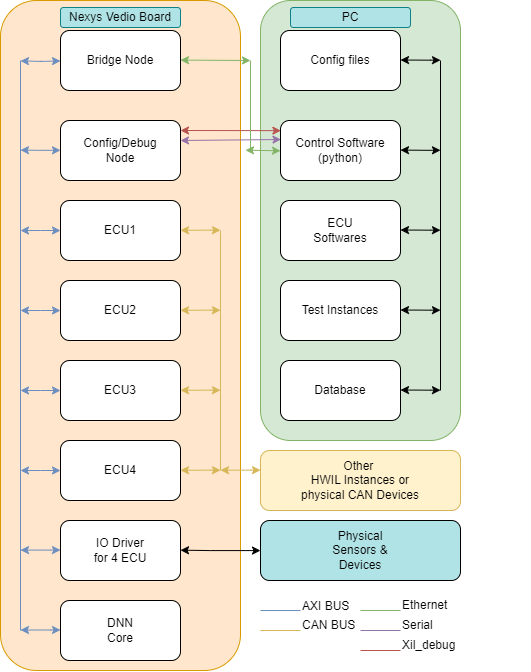 Nexys Vedio Board
Bridge Node
Config/Debug
Node
ECU1
ECU2
ECU3
ECU4
IO Driver
for 4 ECU
DNN
Core
PC
Config files
Control Software
(python)
ECU
Softwares
Test Instances
Database
Other
HWIL Instances or
physical CAN Devices
Physical
Sensors &
Devices
AXI BUS
CAN BUS
Ethernet
Serial
Xil_debug